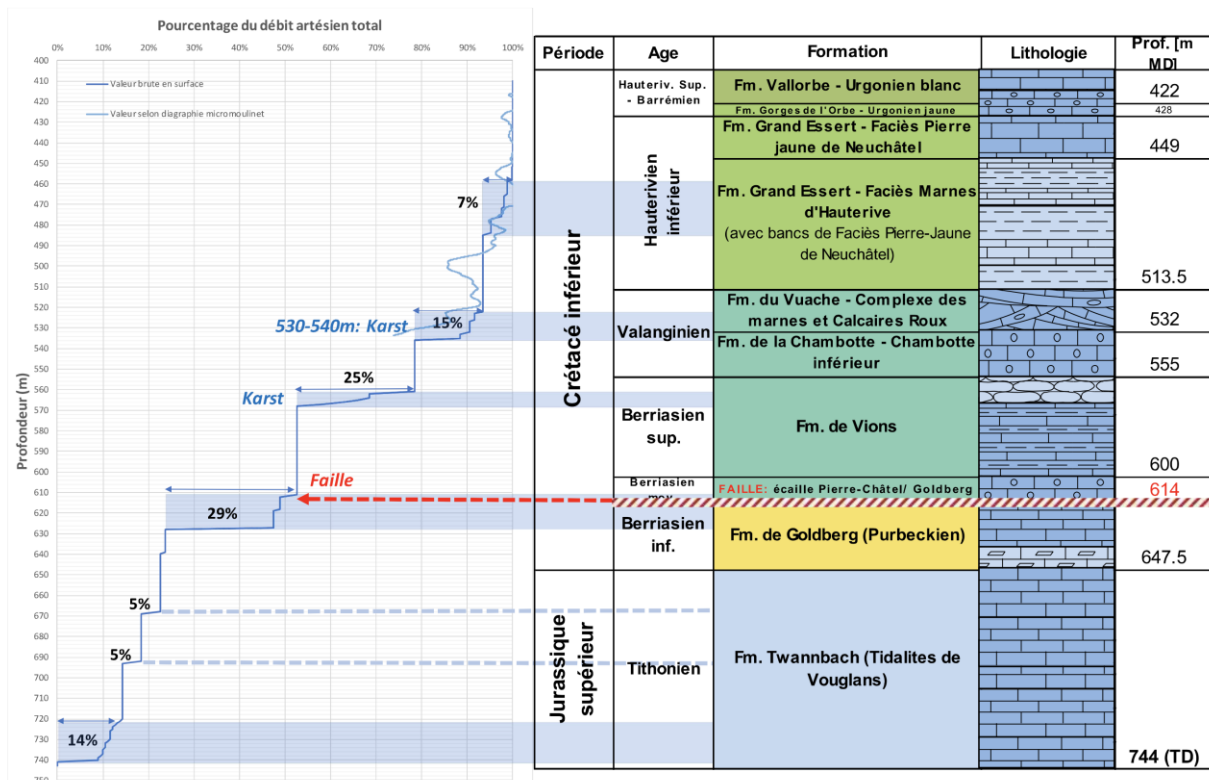 Pourcentage du débit artésien total
0% 10% 20% 30% 40% 50% 60% 70% 80% 90% 100%
Profondeur (m)
400
410
420
430
440
450
460
470
480
490
500
510
520
530
540
550
560
570
580
590
600
610
620
630
640
650
660
670
680
690
700
710
720
730
740
750
Valeur brute en surface
Valeur selon diagraphie micromoulinet
7%
530-540m: Karst
15%
25%
Karst
Faille
29%
5%
5%
14%
Période
Age
Formation
Lithologie
Prof. [m
MD]
Crétacé inférieur
Jurassique
supérieur
Hauteriv. Sup.
- Barrémien
Fm. Vallorbe - Urgonien blanc
422
Fm. Gorges de l'Orbe - Urgonien jaune
428
Hauterivien
inférieur
Fm. Grand Essert - Faciès Pierre
jaune de Neuchâtel
449
Fm. Grand Essert - Faciès Marnes
d'Hauterive
(avec bancs de Faciès Pierre-Jaune
de Neuchâtel)
513.5
Valanginien
Fm. du Vuache - Complexe des
marnes et Calcaires Roux
532
Fm. de la Chambotte - Chambotte
inférieur
555
Berriasien
sup.
Fm. de Vions
600
Berriasien
moy.
FAILLE: écaille Pierre-Châtel/ Goldberg
614
Berriasien
inf.
Fm. de Goldberg (Purbeckien)
647.5
Tithonien
Fm. Twannbach (Tidalites de
Vouglans)
744 (TD)